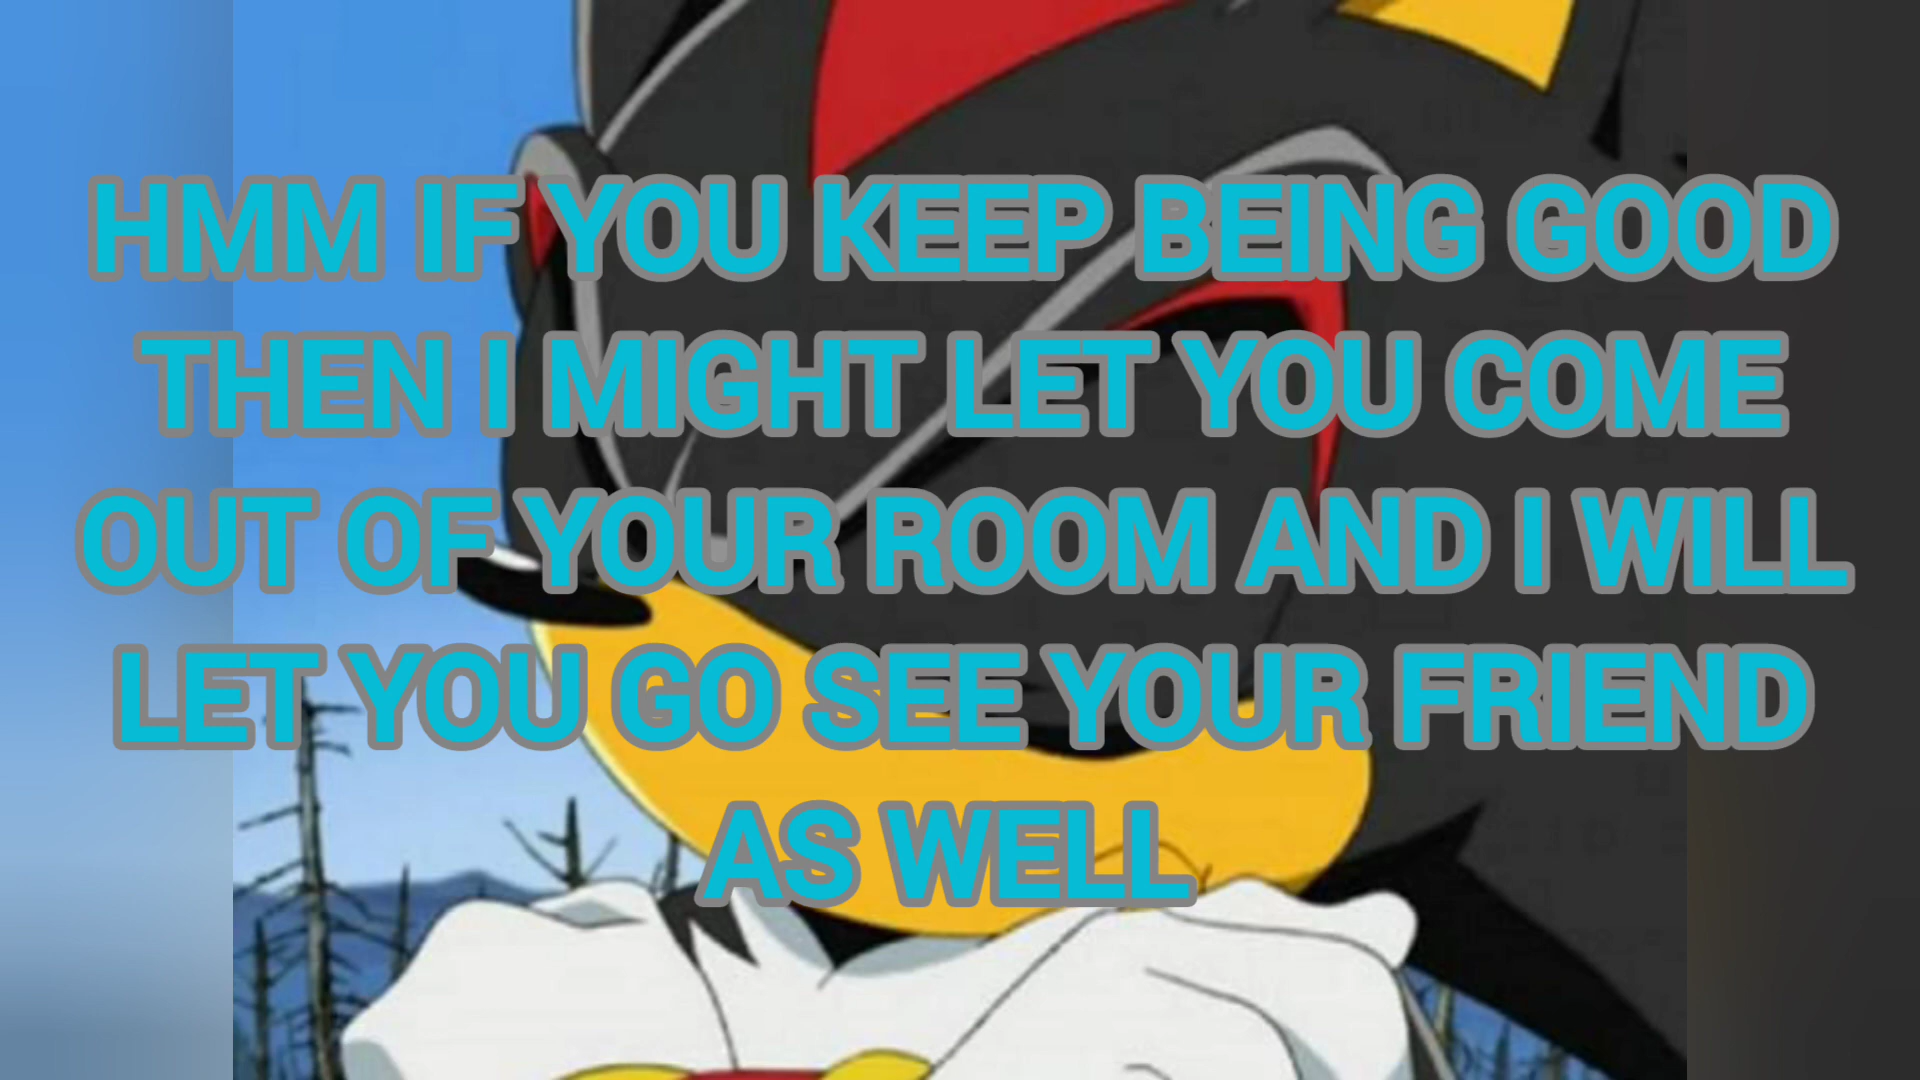 HMM IF YOU KEEP BEING GOOD
THEN I MIGHT LET YOU COME
OUT OF YOUR ROOM AND I WILL
LET YOU GO SEE YOUR FRIEND
AS WELL